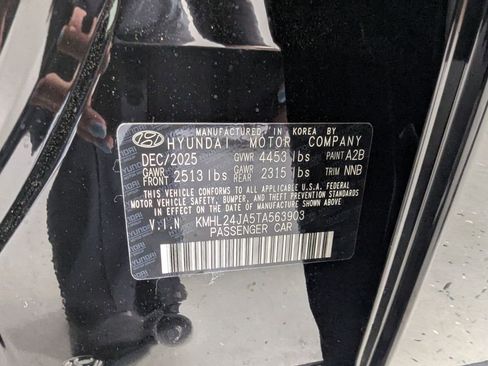 MANUFACTURED IN KOREA BY
HYUNDAI MOTOR COMPANY
DEC/2025 GVWR 4453 lbs PAINT A2B
GAWR FRONT 2513 lbs GAWR REAR 2315 lbs TRIM NNB
THIS VEHICLE CONFORMS TO ALL APPLICABLE U.S.A. FEDERAL
MOTOR VEHICLE SAFETY, BUMPER, AND THEFT PREVENTION
STANDARDS IN EFFECT ON THE DATE OF MANUFACTURE SHOWN ABOVE.
V.I.N KMHL24JA5TA563903
PASSENGER CAR